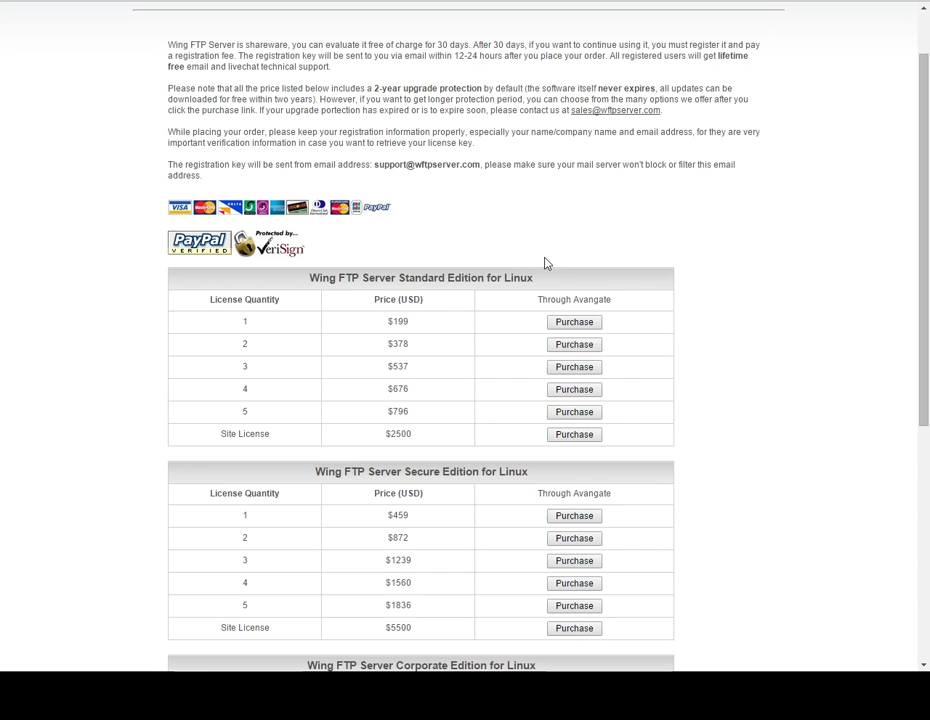 Wing FTP Server is shareware, you can evaluate it free of charge for 30 days. After 30 days, if you want to continue using it, you must register it and pay
a registration fee. The registration key will be sent to you via email within 12-24 hours after you place your order. All registered users will get lifetime
free email and livechat technical support.
Please note that all the price listed below includes a 2-year upgrade protection by default (the software itself never expires, all updates can be
downloaded for free within two years). However, if you want to get longer protection period, you can choose from the many options we offer after you
click the purchase link. If your upgrade portection has expired or is to expire soon, please contact us at sales@wftpserver.com.
While placing your order, please keep your registration information properly, especially your name/company name and email address, for they are very
important verification information in case you want to retrieve your license key.
The registration key will be sent from email address: support@wftpserver.com, please make sure your mail server won't block or filter this email
address.
VISA MasterCard DELTA PayPal
PayPal VERIFIED Protected by... VeriSign
Wing FTP Server Standard Edition for Linux
License Quantity Price (USD) Through Avangate
1 $199 Purchase
2 $378 Purchase
3 $537 Purchase
4 $676 Purchase
5 $796 Purchase
Site License $2500 Purchase
Wing FTP Server Secure Edition for Linux
License Quantity Price (USD) Through Avangate
1 $459 Purchase
2 $872 Purchase
3 $1239 Purchase
4 $1560 Purchase
5 $1836 Purchase
Site License $5500 Purchase
Wing FTP Server Corporate Edition for Linux